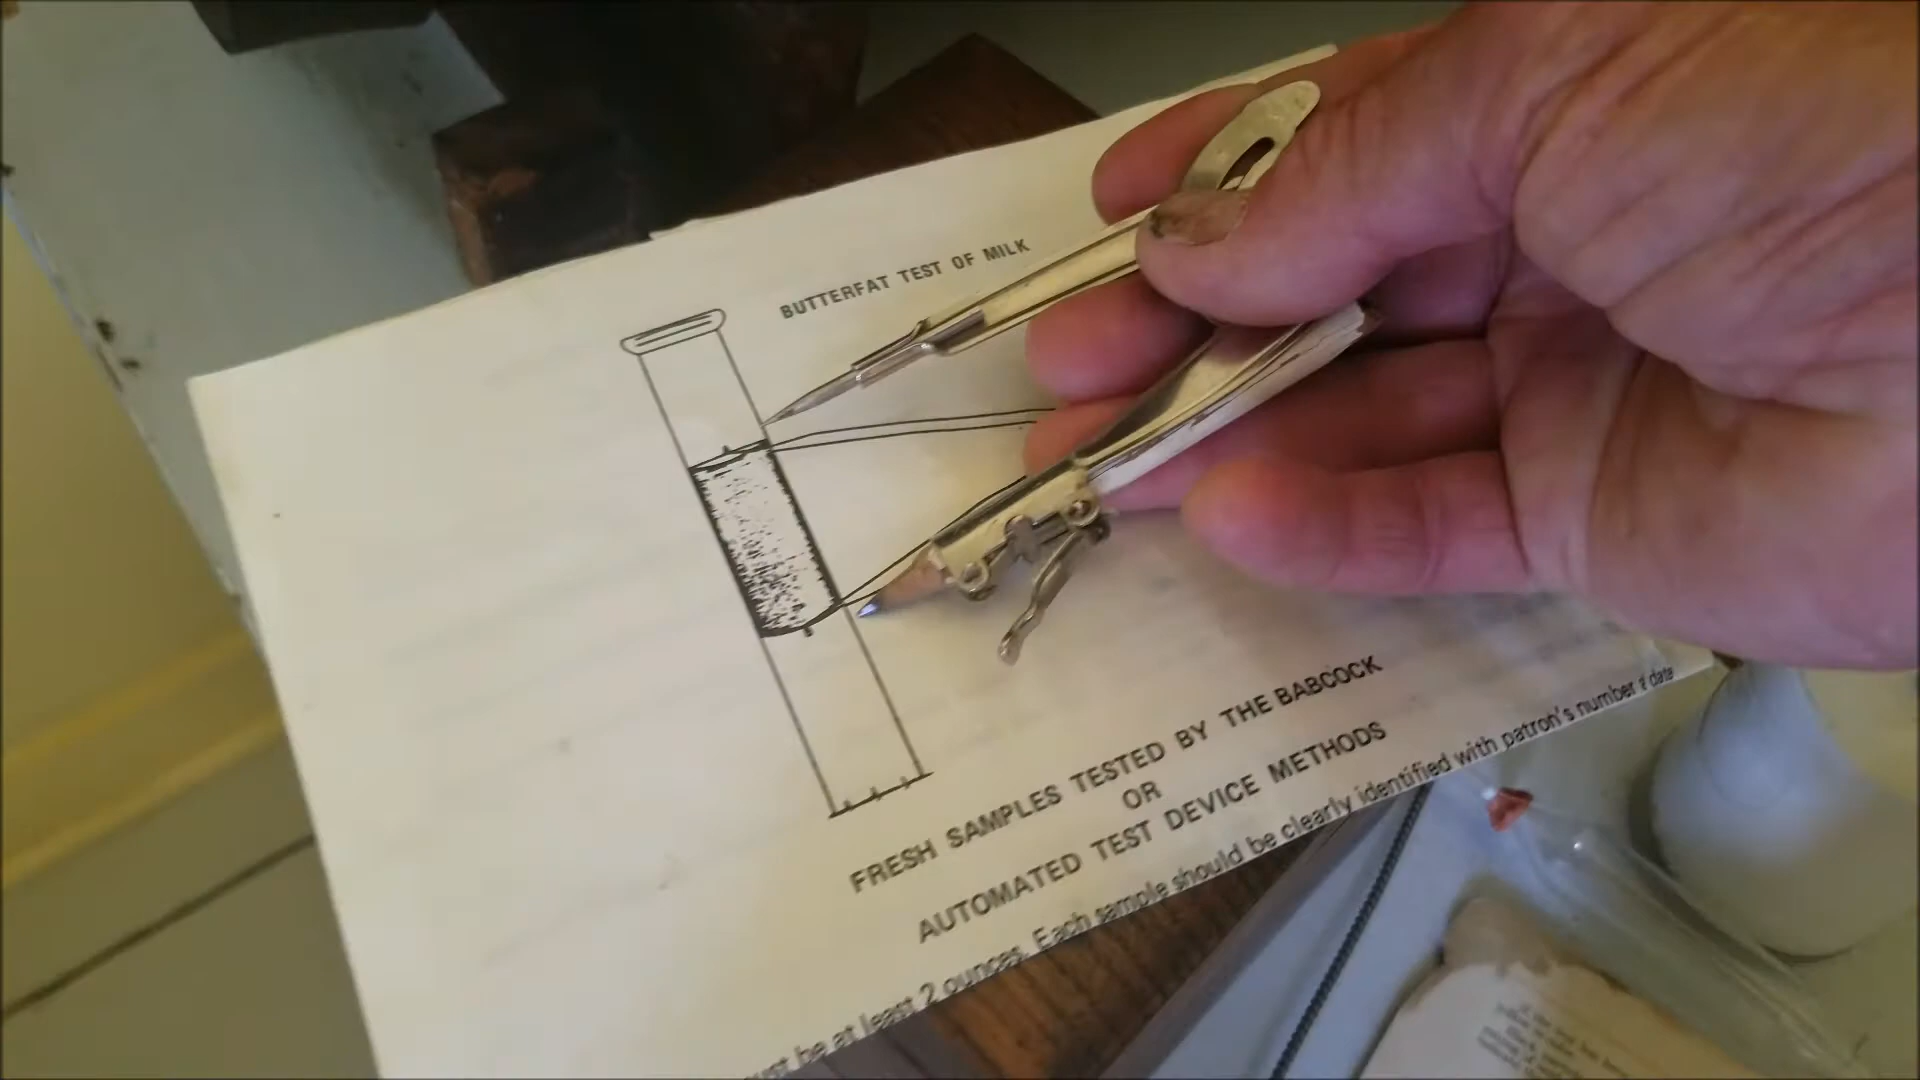 BUTTERFAT TEST OF MILK
FRESH SAMPLES TESTED BY THE BABCOCK
OR
AUTOMATED TEST DEVICE METHODS
be at least 2 ounces. Each sample should be clearly identified with patron's number & date